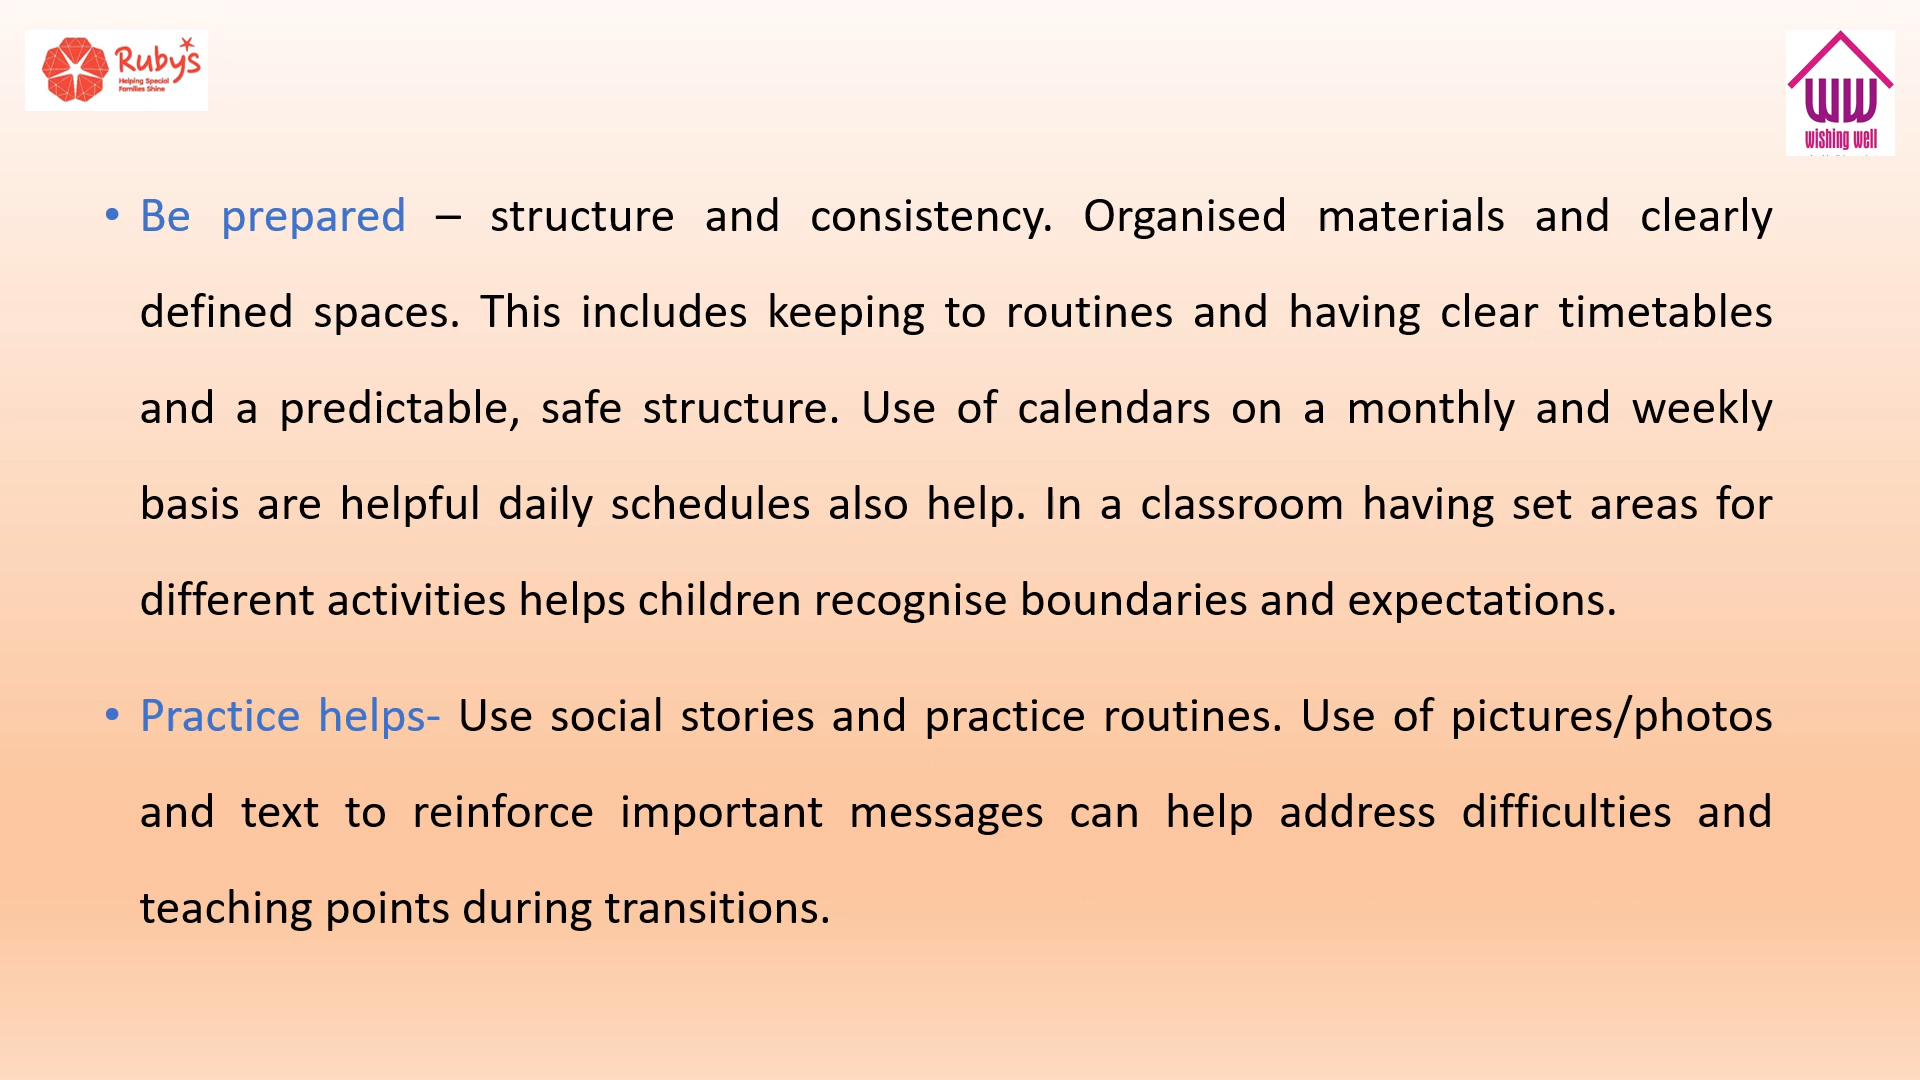 Rubys
Helping Special
Families Shine
WW
wishing well
• Be prepared – structure and consistency. Organised materials and clearly
defined spaces. This includes keeping to routines and having clear timetables
and a predictable, safe structure. Use of calendars on a monthly and weekly
basis are helpful daily schedules also help. In a classroom having set areas for
different activities helps children recognise boundaries and expectations.
• Practice helps- Use social stories and practice routines. Use of pictures/photos
and text to reinforce important messages can help address difficulties and
teaching points during transitions.